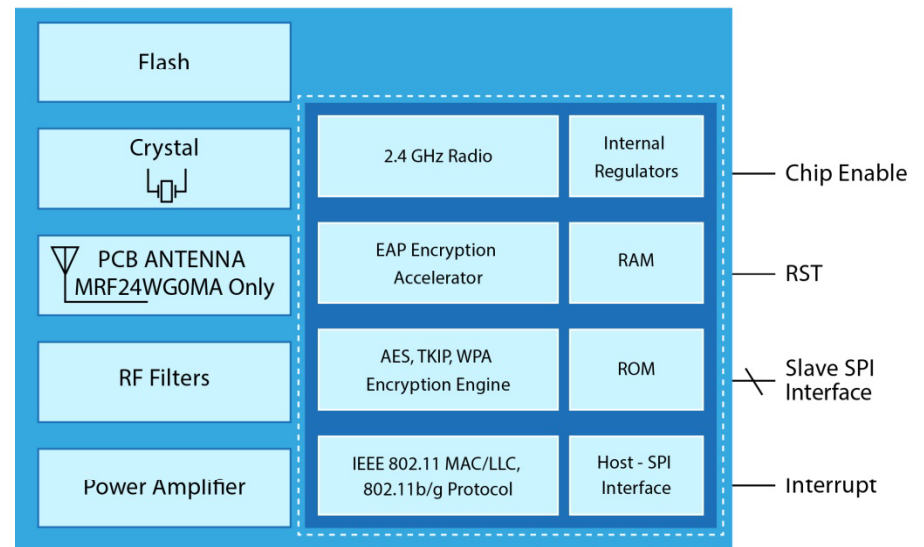 Flash
Crystal
PCB ANTENNA
MRF24WG0MA Only
RF Filters
Power Amplifier
2.4 GHz Radio
Internal
Regulators
EAP Encryption
Accelerator
RAM
AES, TKIP, WPA
Encryption Engine
ROM
IEEE 802.11 MAC/LLC,
802.11b/g Protocol
Host - SPI
Interface
Chip Enable
RST
Slave SPI
Interface
Interrupt